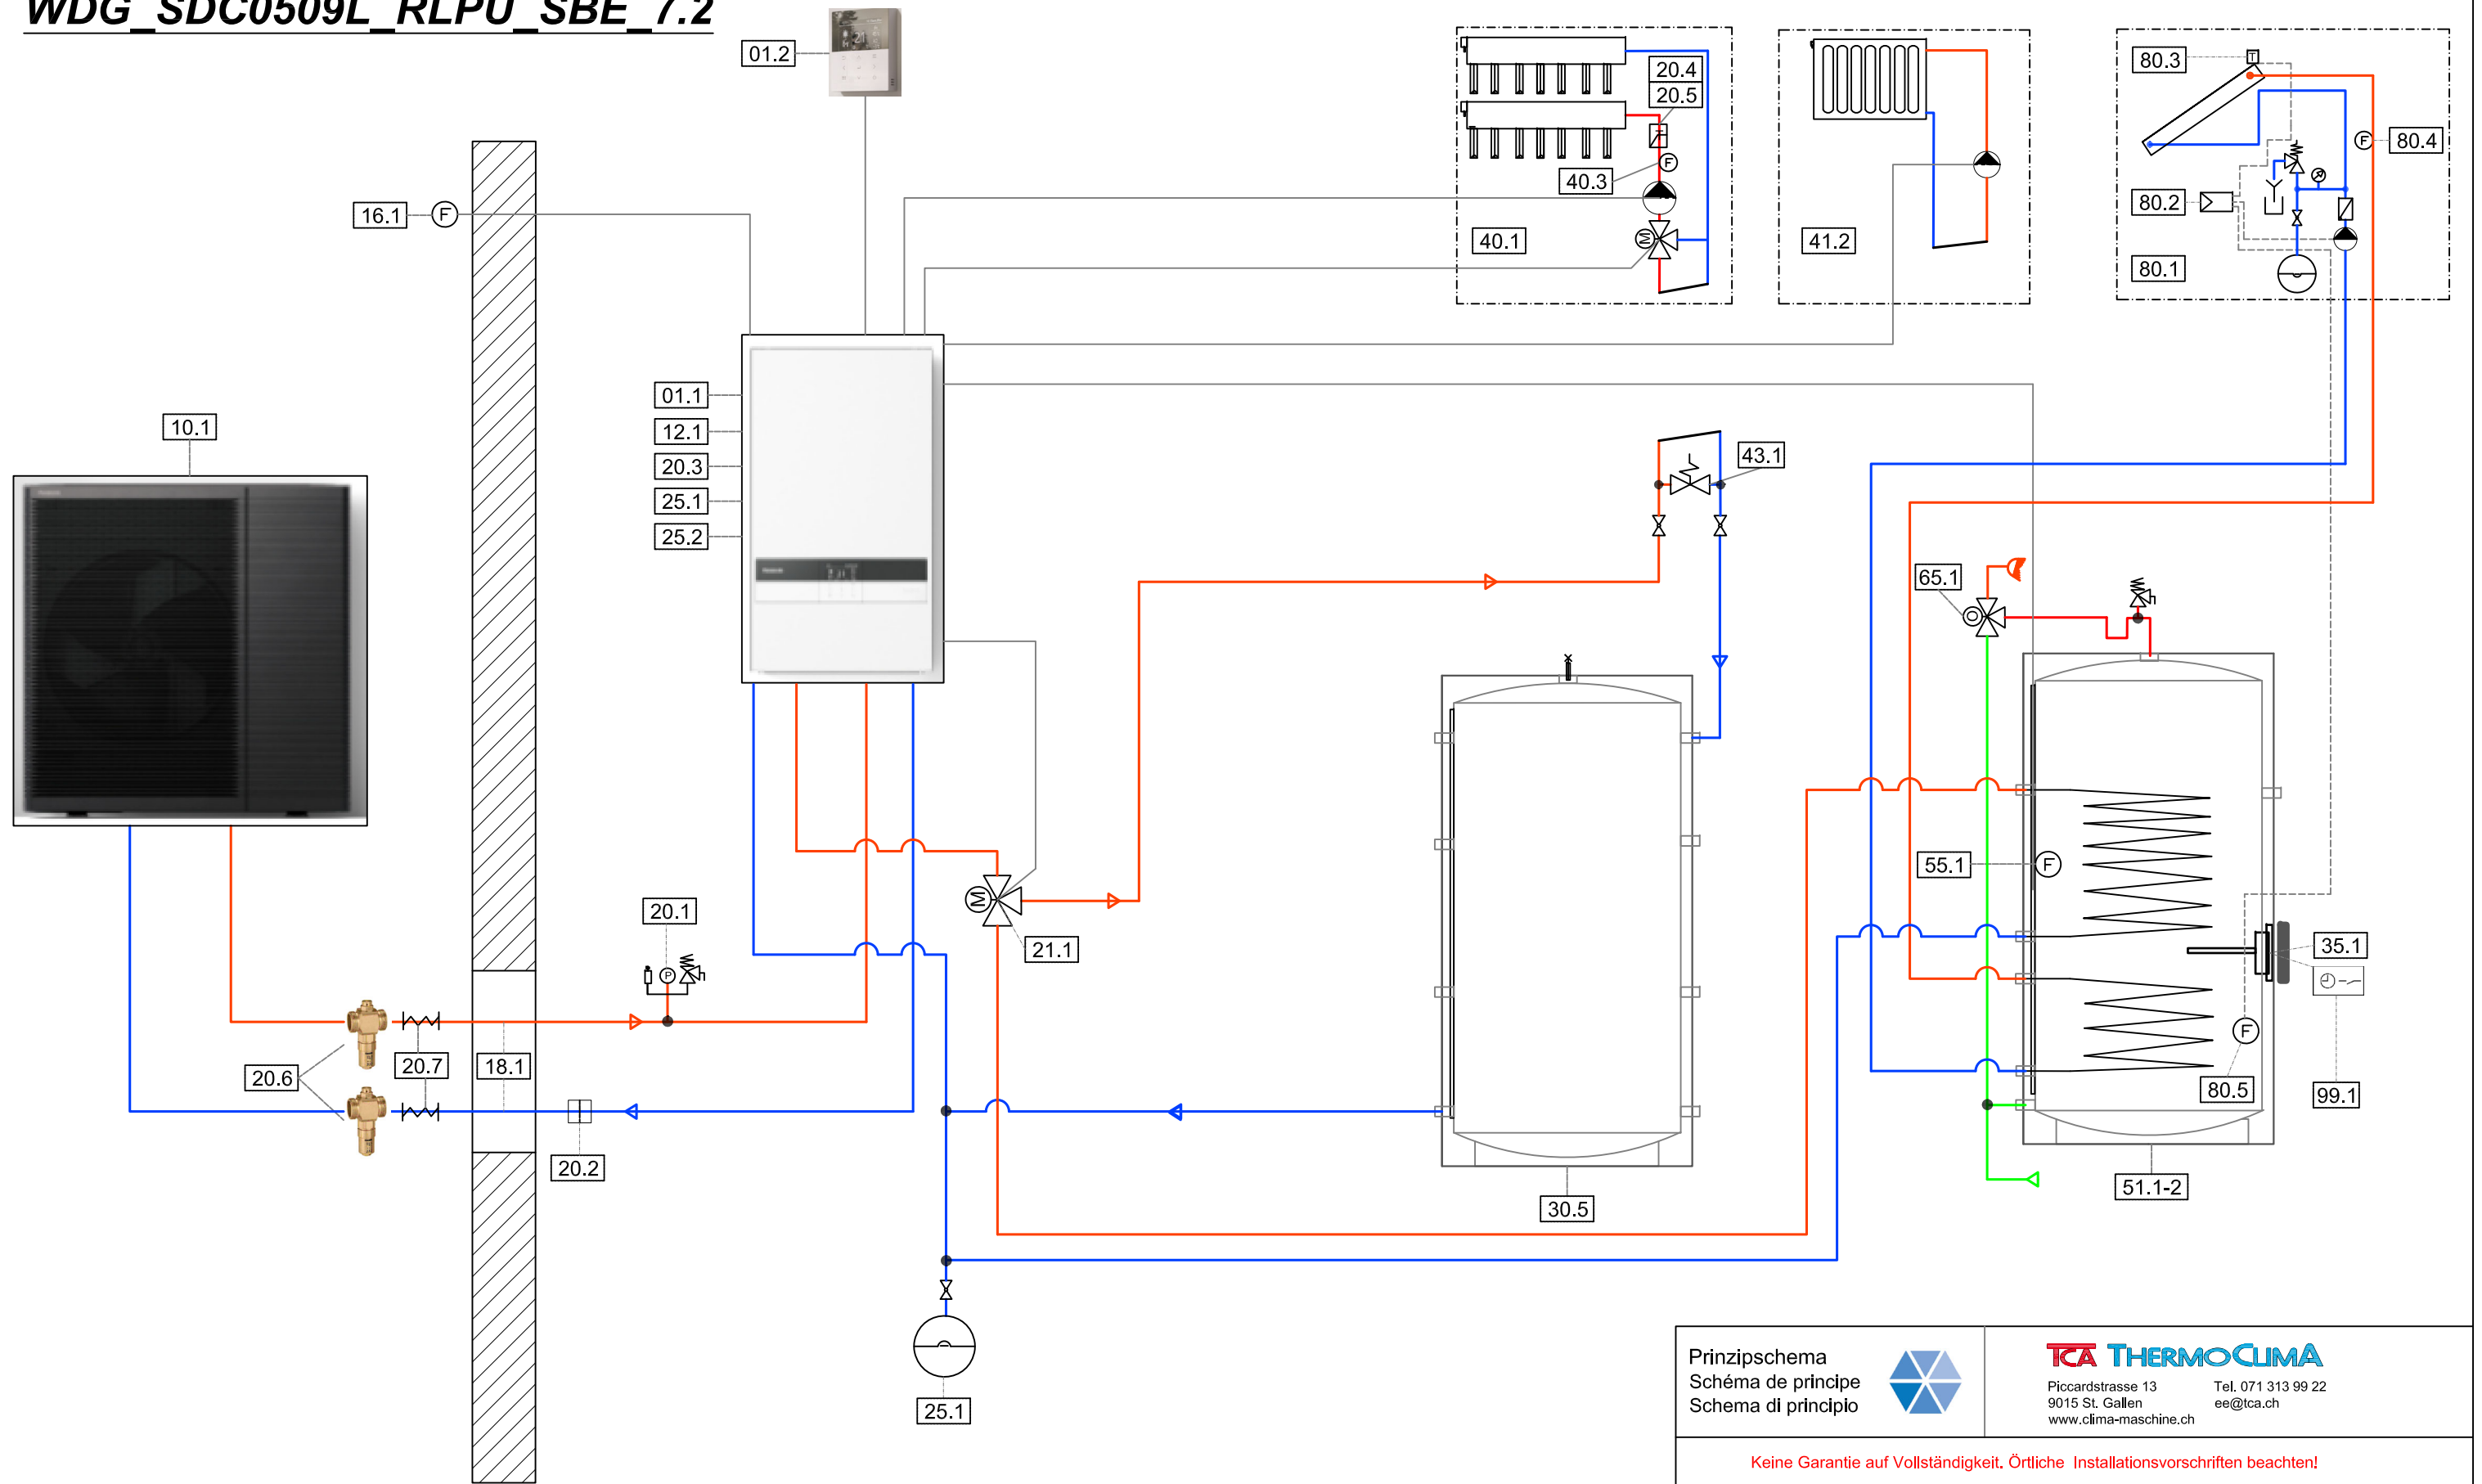 WDG_SDC0509L_RLPU_SBE_7.2
01.2
16.1
F
20.4
20.5
F
40.3
M
40.1
41.2
80.3
T
F
80.4
80.2
80.1
10.1
01.1
12.1
20.3
25.1
25.2
43.1
65.1
55.1
F
20.1
P
M
21.1
35.1
F
20.6
20.7
18.1
80.5
99.1
20.2
30.5
51.1-2
25.1
Prinzipschema
Schéma de principe
Schema di principio
TCA THERMOCLIMA
Piccardstrasse 13
9015 St. Gallen
www.clima-maschine.ch
Tel. 071 313 99 22
ee@tca.ch
Keine Garantie auf Vollständigkeit. Örtliche Installationsvorschriften beachten!